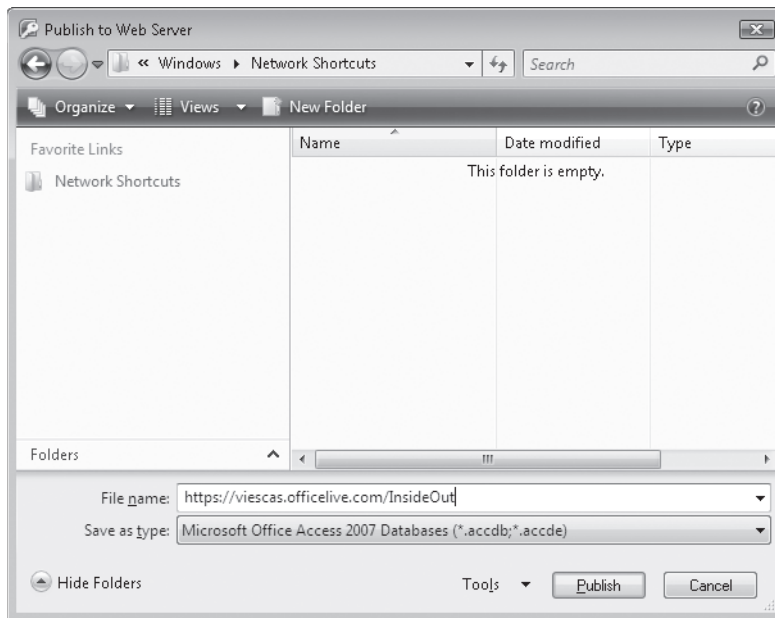 Publish to Web Server
« Windows Network Shortcuts
Search
Organize Views New Folder
Favorite Links
Network Shortcuts
Name Date modified Type
This folder is empty.
Folders
File name: https://viescas.officelive.com/InsideOut
Save as type: Microsoft Office Access 2007 Databases (*.accdb;*.accde)
Hide Folders Tools Publish Cancel